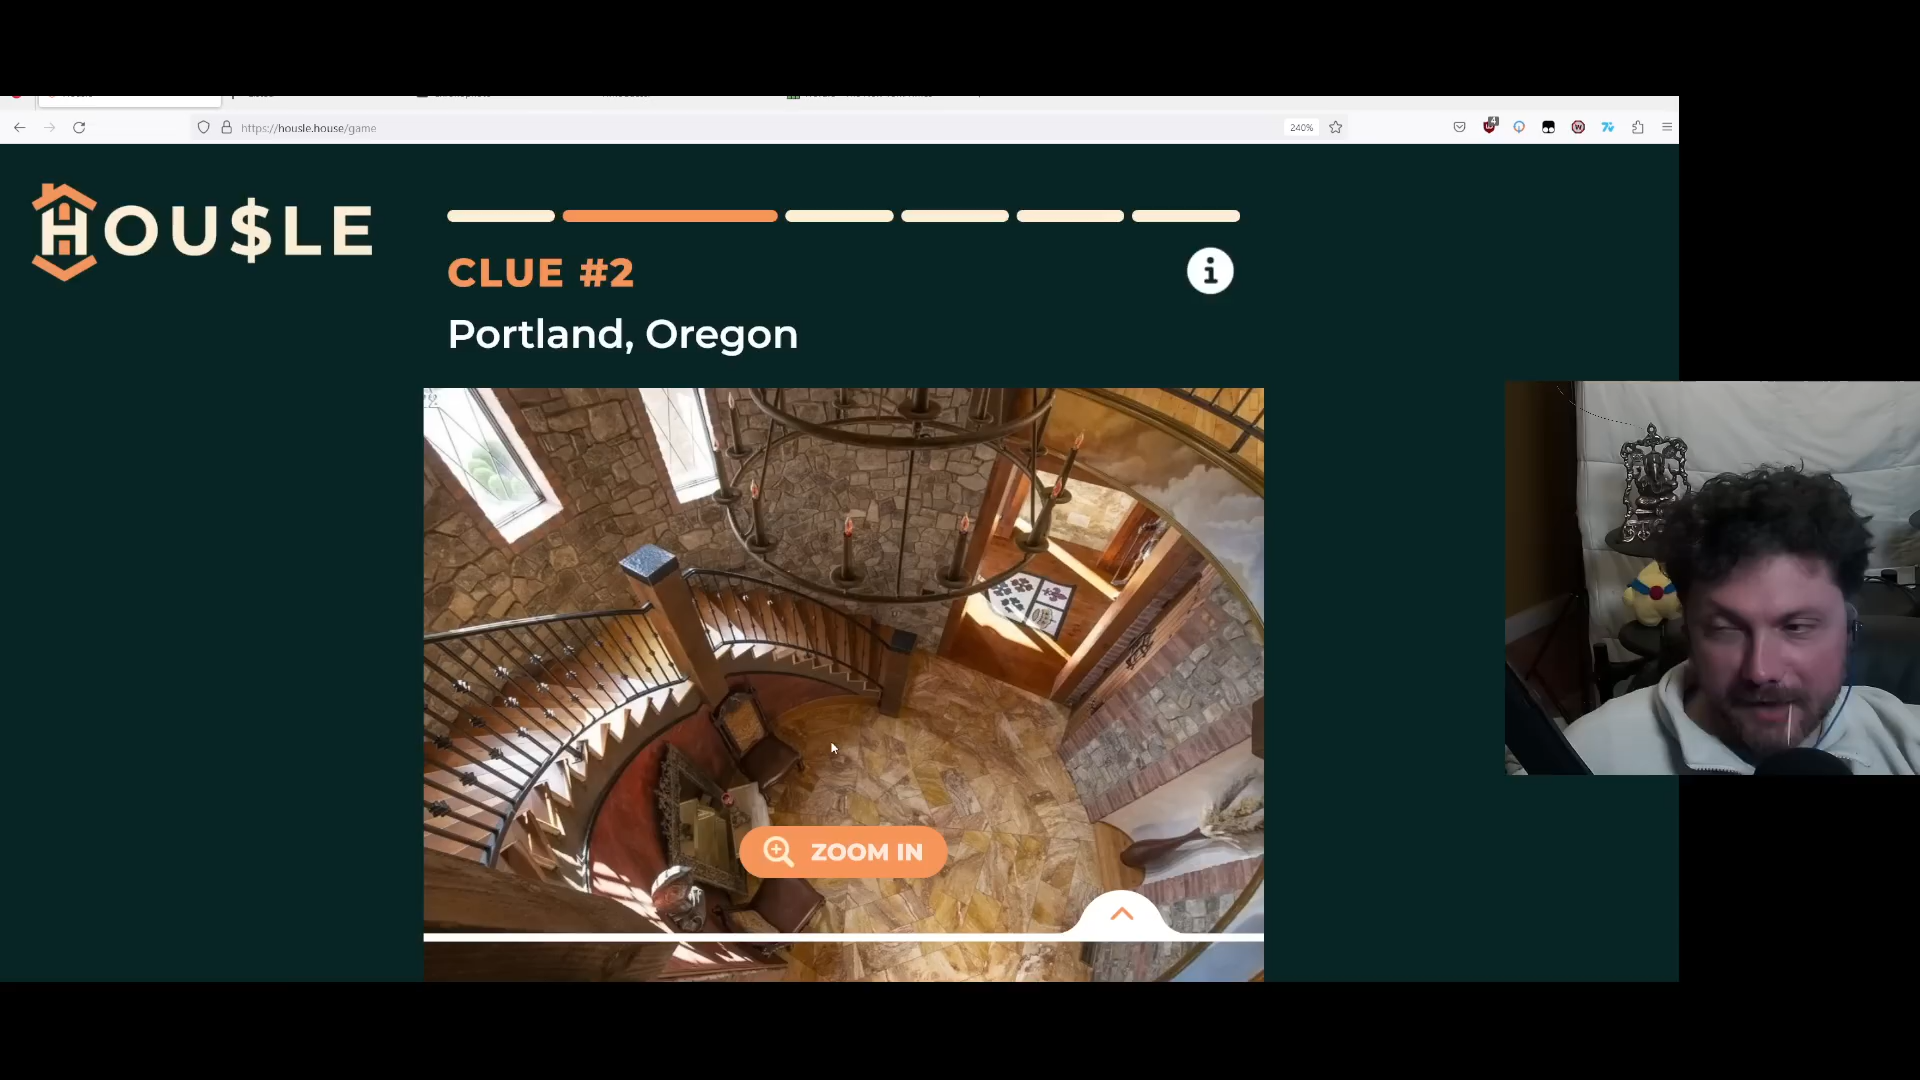 https://housle.house/game
240%
HOU$LE
CLUE #2
Portland, Oregon
ZOOM IN